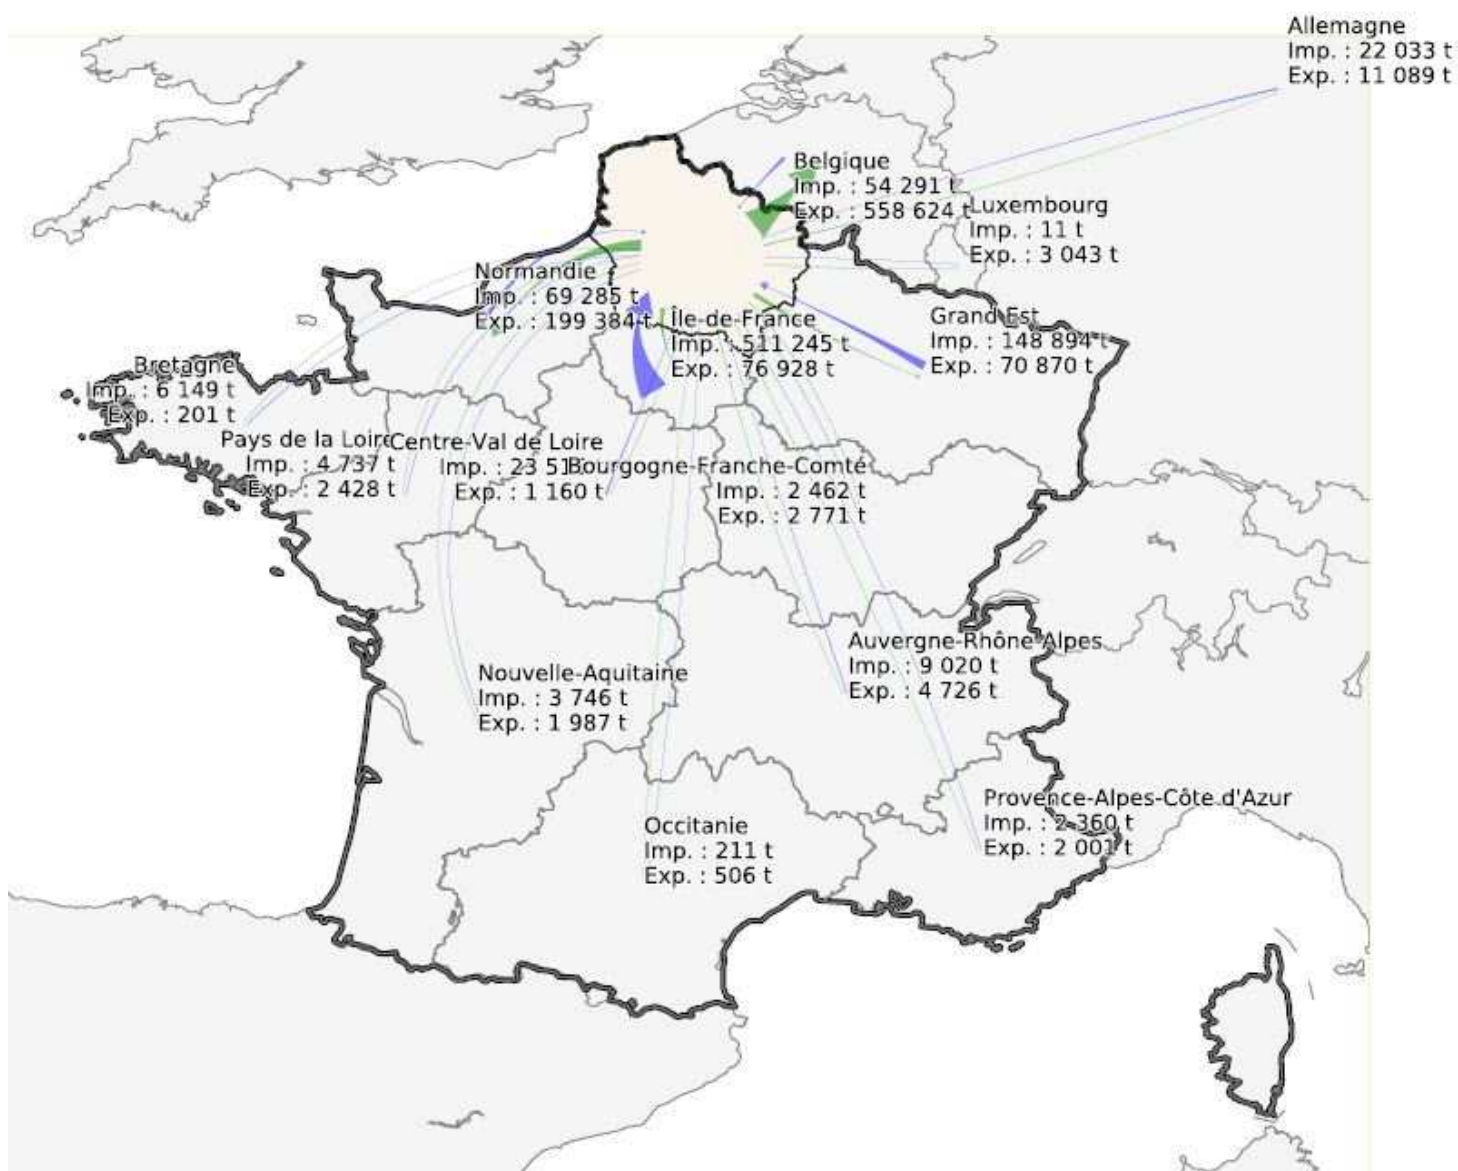 Allemagne
Imp. : 22 033 t
Exp. : 11 089 t
Belgique
Imp. : 54 291 t
Exp. : 558 624 t
Luxembourg
Imp. : 11 t
Exp. : 3 043 t
Normandie
Imp. : 69 285 t
Exp. : 199 384 t
Île-de-France
Imp. : 511 245 t
Exp. : 76 928 t
Grand Est
Imp. : 148 894 t
Exp. : 70 870 t
Bretagne
Imp. : 6 149 t
Exp. : 201 t
Pays de la Loire
Imp. : 4 737 t
Exp. : 2 428 t
Centre-Val de Loire
Imp. : 23 51
Exp. : 1 160 t
Bourgogne-Franche-Comté
Imp. : 2 462 t
Exp. : 2 771 t
Auvergne-Rhône-Alpes
Imp. : 9 020 t
Exp. : 4 726 t
Nouvelle-Aquitaine
Imp. : 3 746 t
Exp. : 1 987 t
Provence-Alpes-Côte d'Azur
Imp. : 2 360 t
Exp. : 2 001 t
Occitanie
Imp. : 211 t
Exp. : 506 t